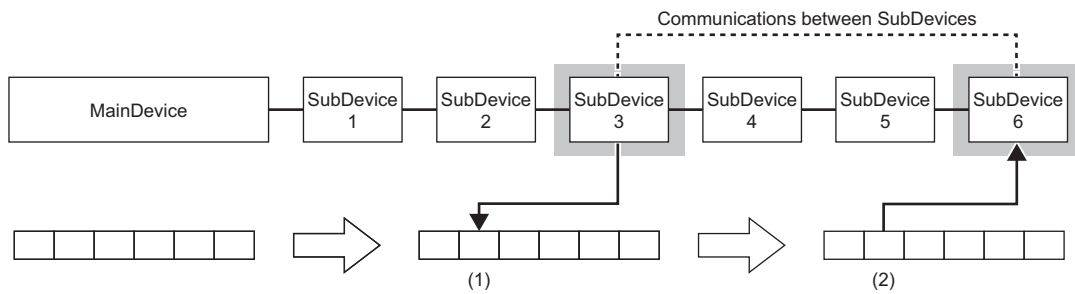 Communications between SubDevices
MainDevice
SubDevice
1
SubDevice
2
SubDevice
3
SubDevice
4
SubDevice
5
SubDevice
6
(1)
(2)